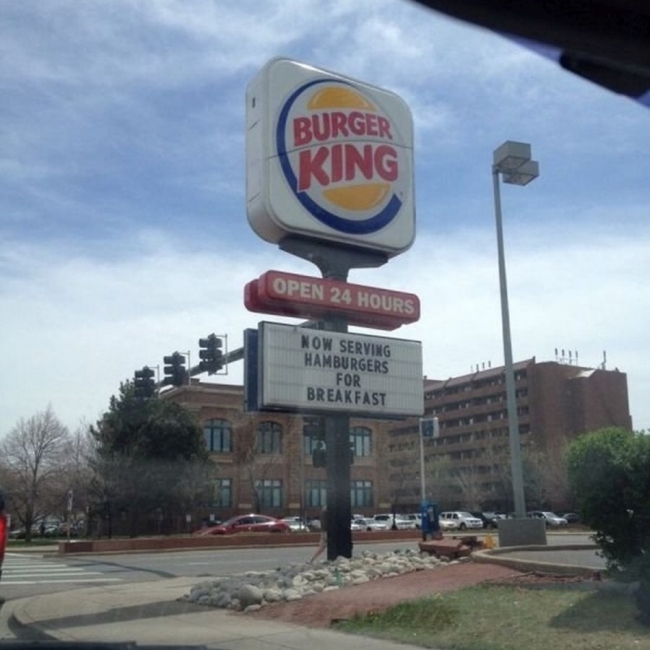 BURGER
KING
OPEN 24 HOURS
NOW SERVING
HAMBURGERS
FOR
BREAKFAST